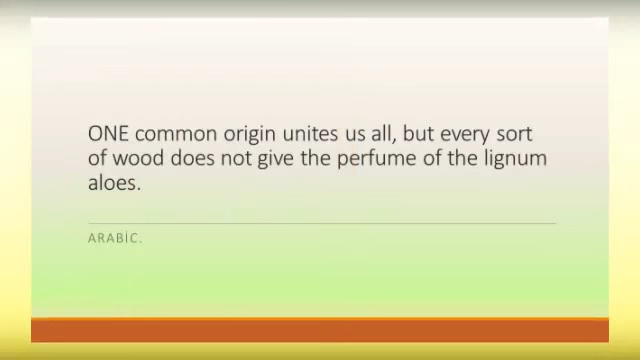 ONE common origin unites us all, but every sort
of wood does not give the perfume of the lignum
aloes.
ARABİC.